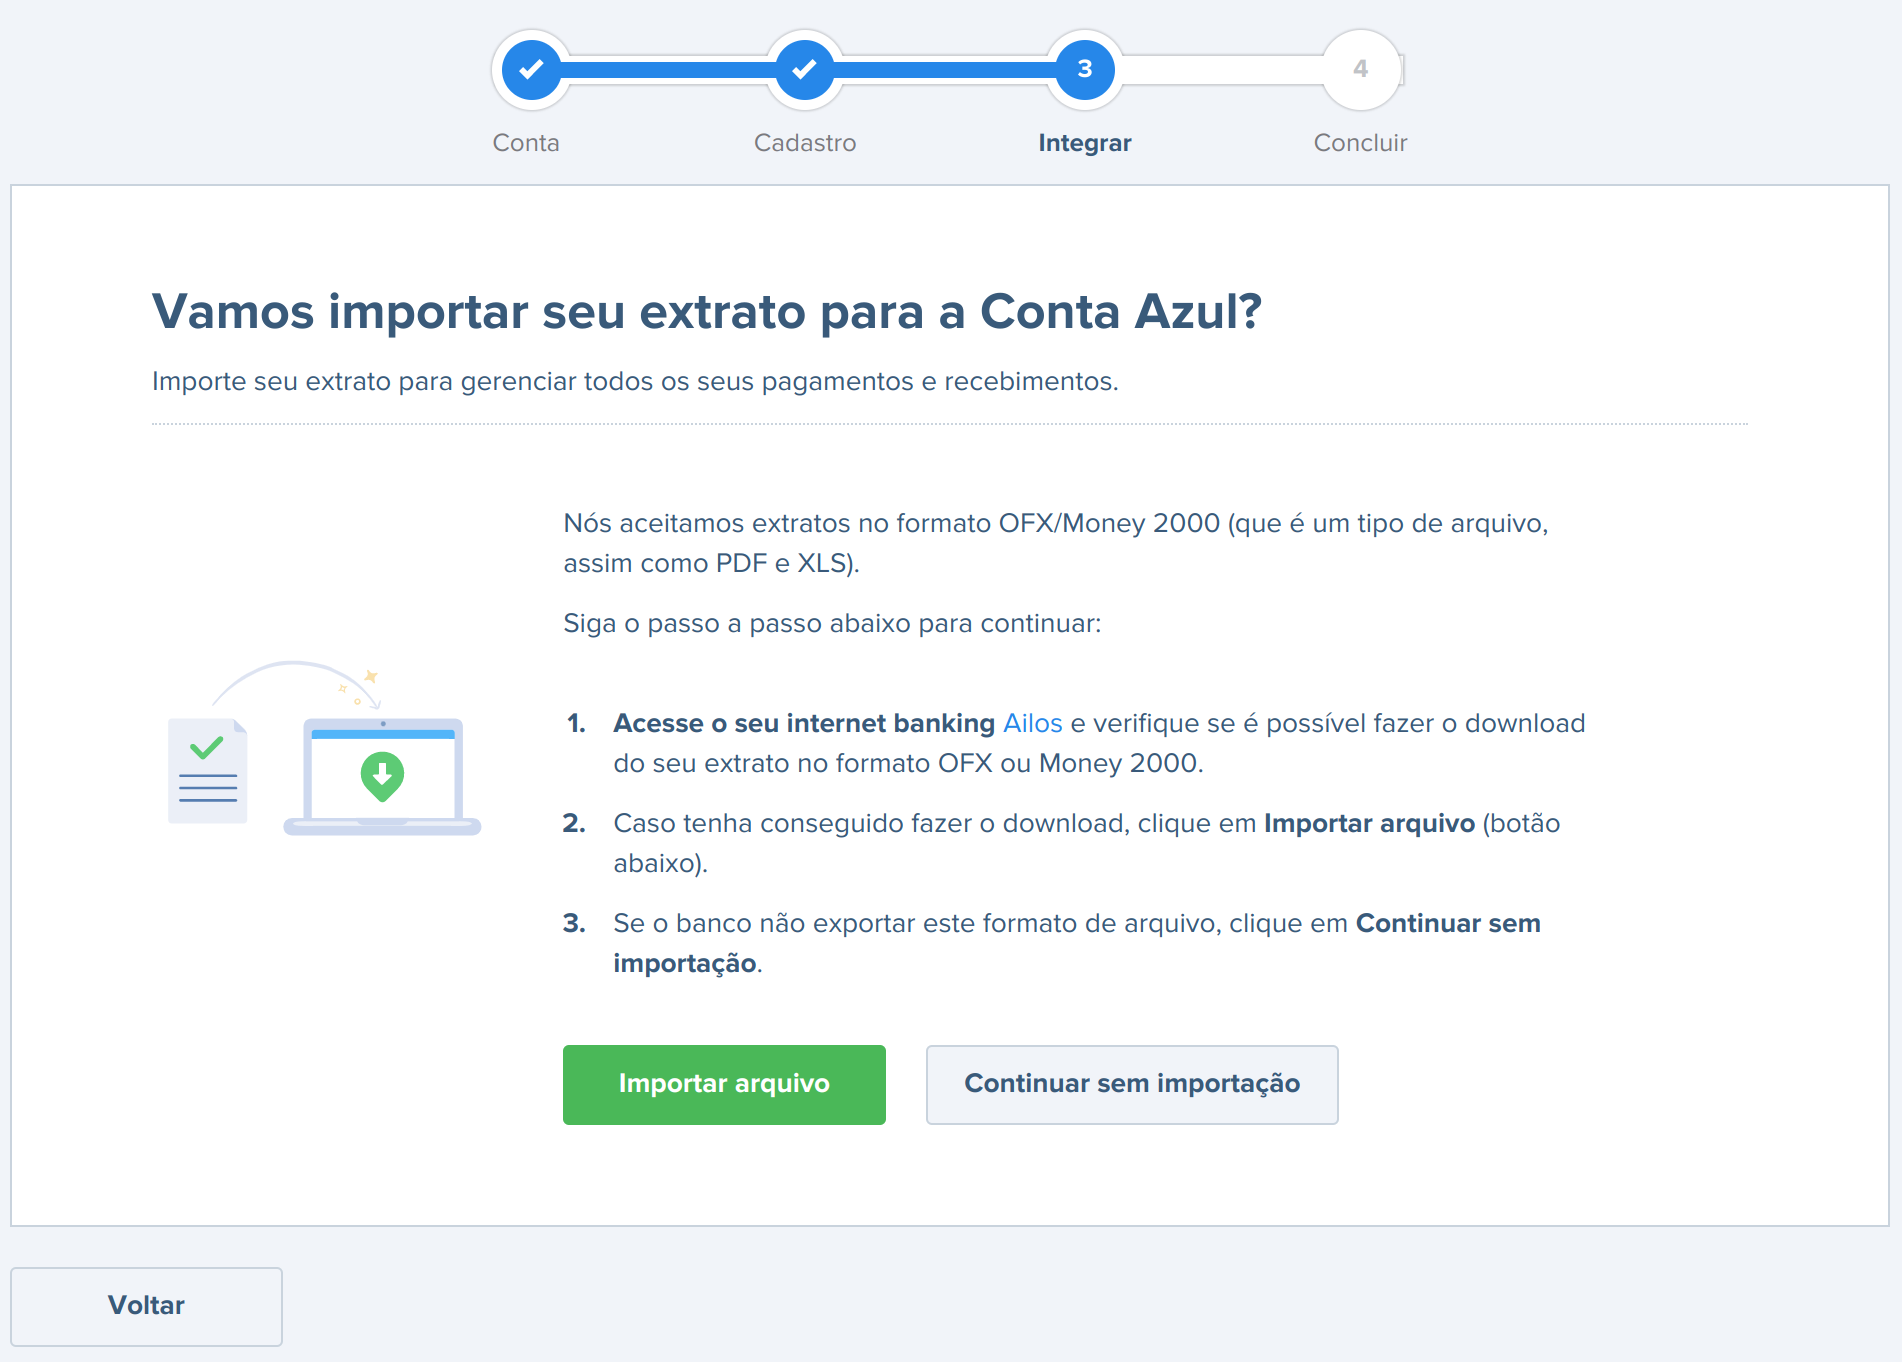 3
4
Conta
Cadastro
Integrar
Concluir
Vamos importar seu extrato para a Conta Azul?
Importe seu extrato para gerenciar todos os seus pagamentos e recebimentos.
Nós aceitamos extratos no formato OFX/Money 2000 (que é um tipo de arquivo,
assim como PDF e XLS).
Siga o passo a passo abaixo para continuar:
1. Acesse o seu internet banking Ailos e verifique se é possível fazer o download
do seu extrato no formato OFX ou Money 2000.
2. Caso tenha conseguido fazer o download, clique em Importar arquivo (botão
abaixo).
3. Se o banco não exportar este formato de arquivo, clique em Continuar sem
importação.
Importar arquivo
Continuar sem importação
Voltar